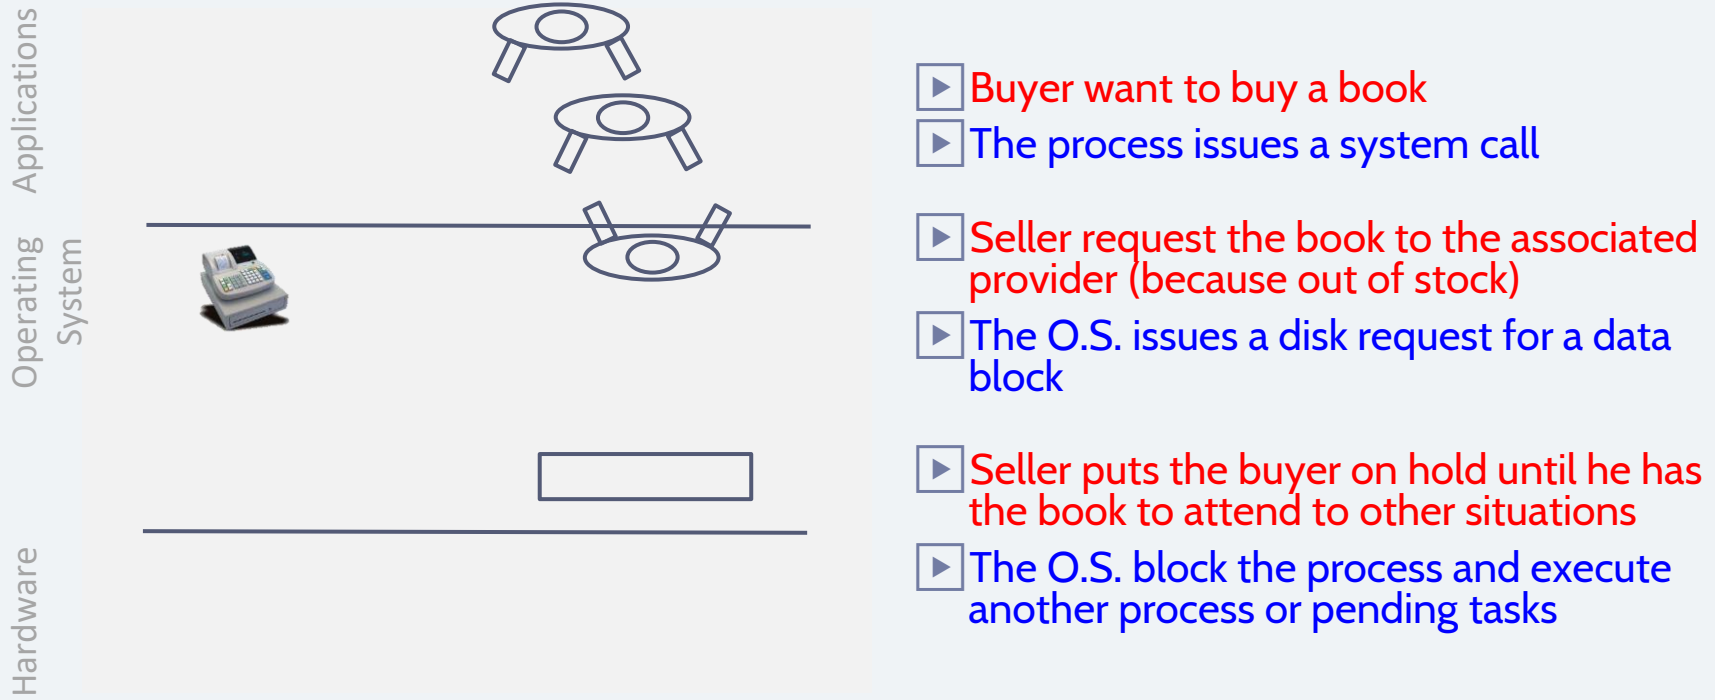 Applications
Operating
System
Hardware
Buyer want to buy a book
The process issues a system call
Seller request the book to the associated
provider (because out of stock)
The O.S. issues a disk request for a data
block
Seller puts the buyer on hold until he has
the book to attend to other situations
The O.S. block the process and execute
another process or pending tasks